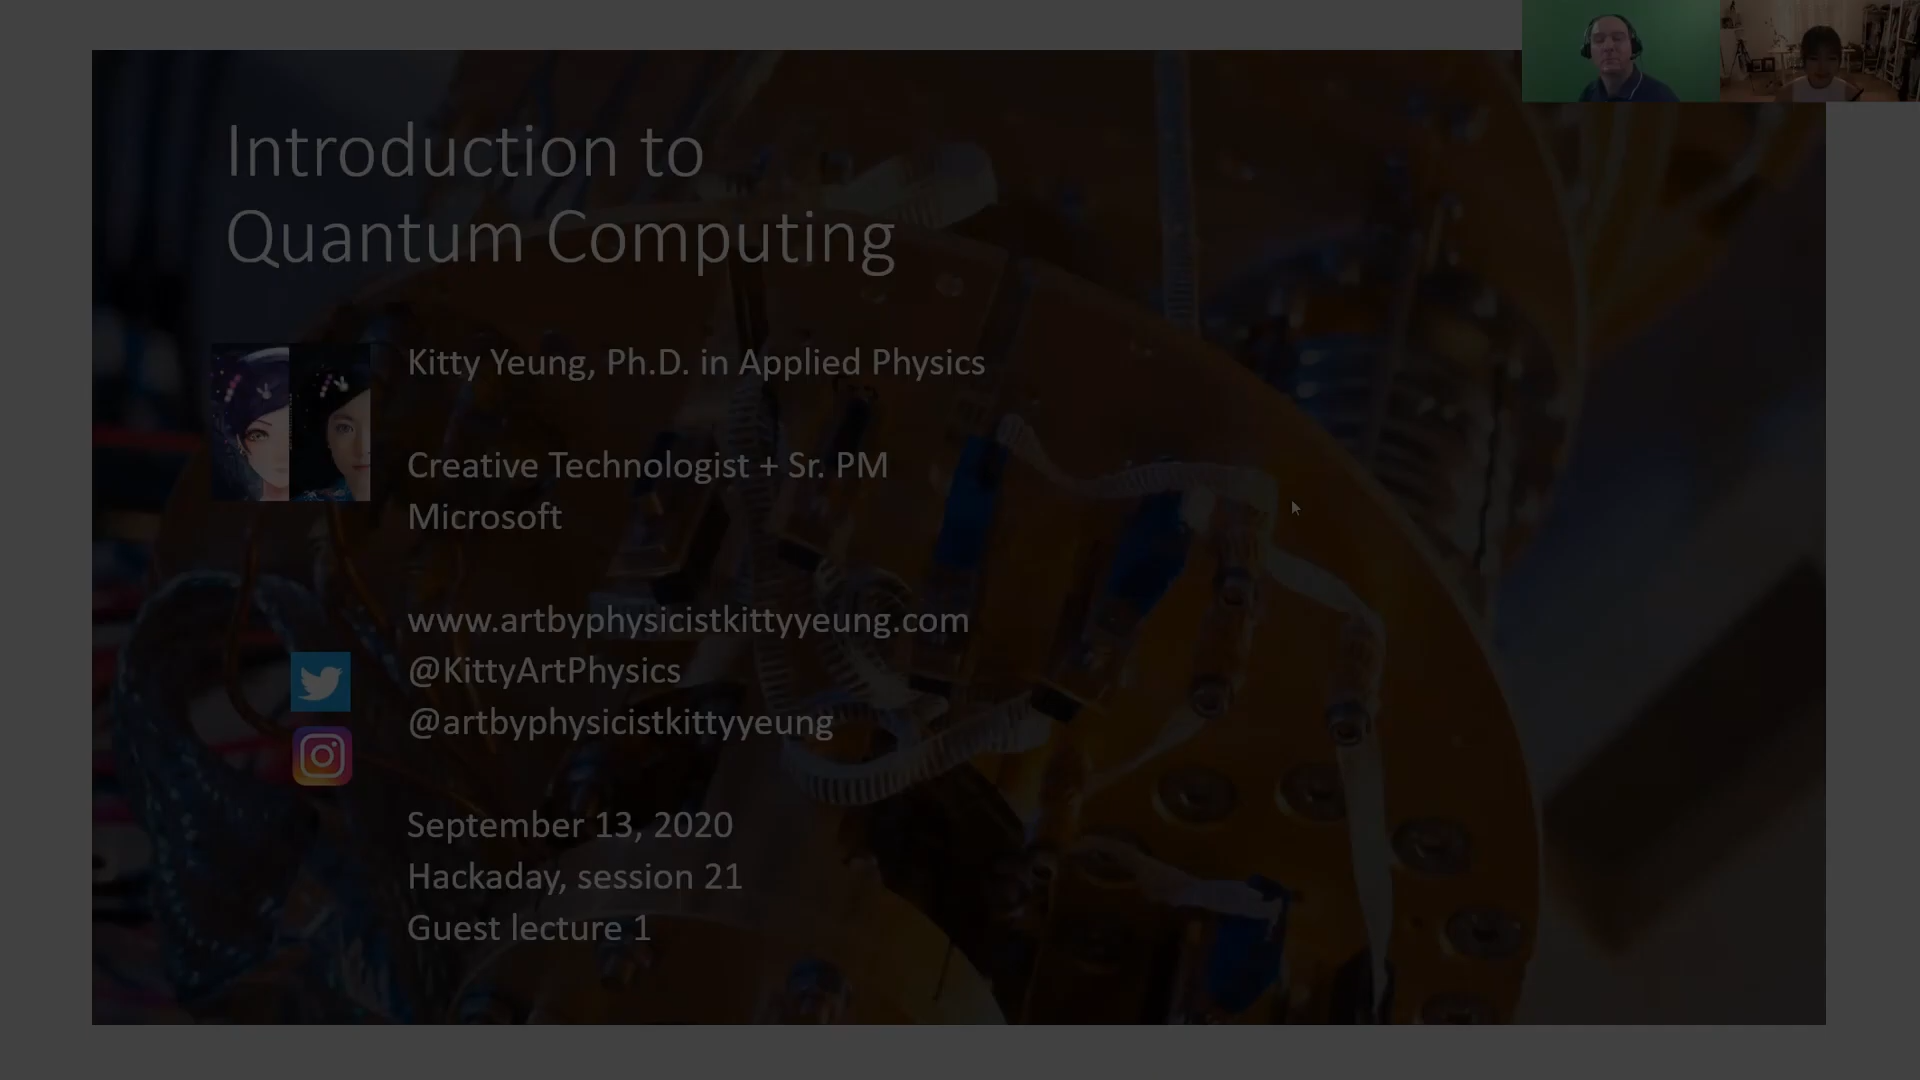 Introduction to
Quantum Computing
Kitty Yeung, Ph.D. in Applied Physics
Creative Technologist + Sr. PM
Microsoft
www.artbyphysicistkittyyeung.com
@KittyArtPhysics
@artbyphysicistkittyyeung
September 13, 2020
Hackaday, session 21
Guest lecture 1